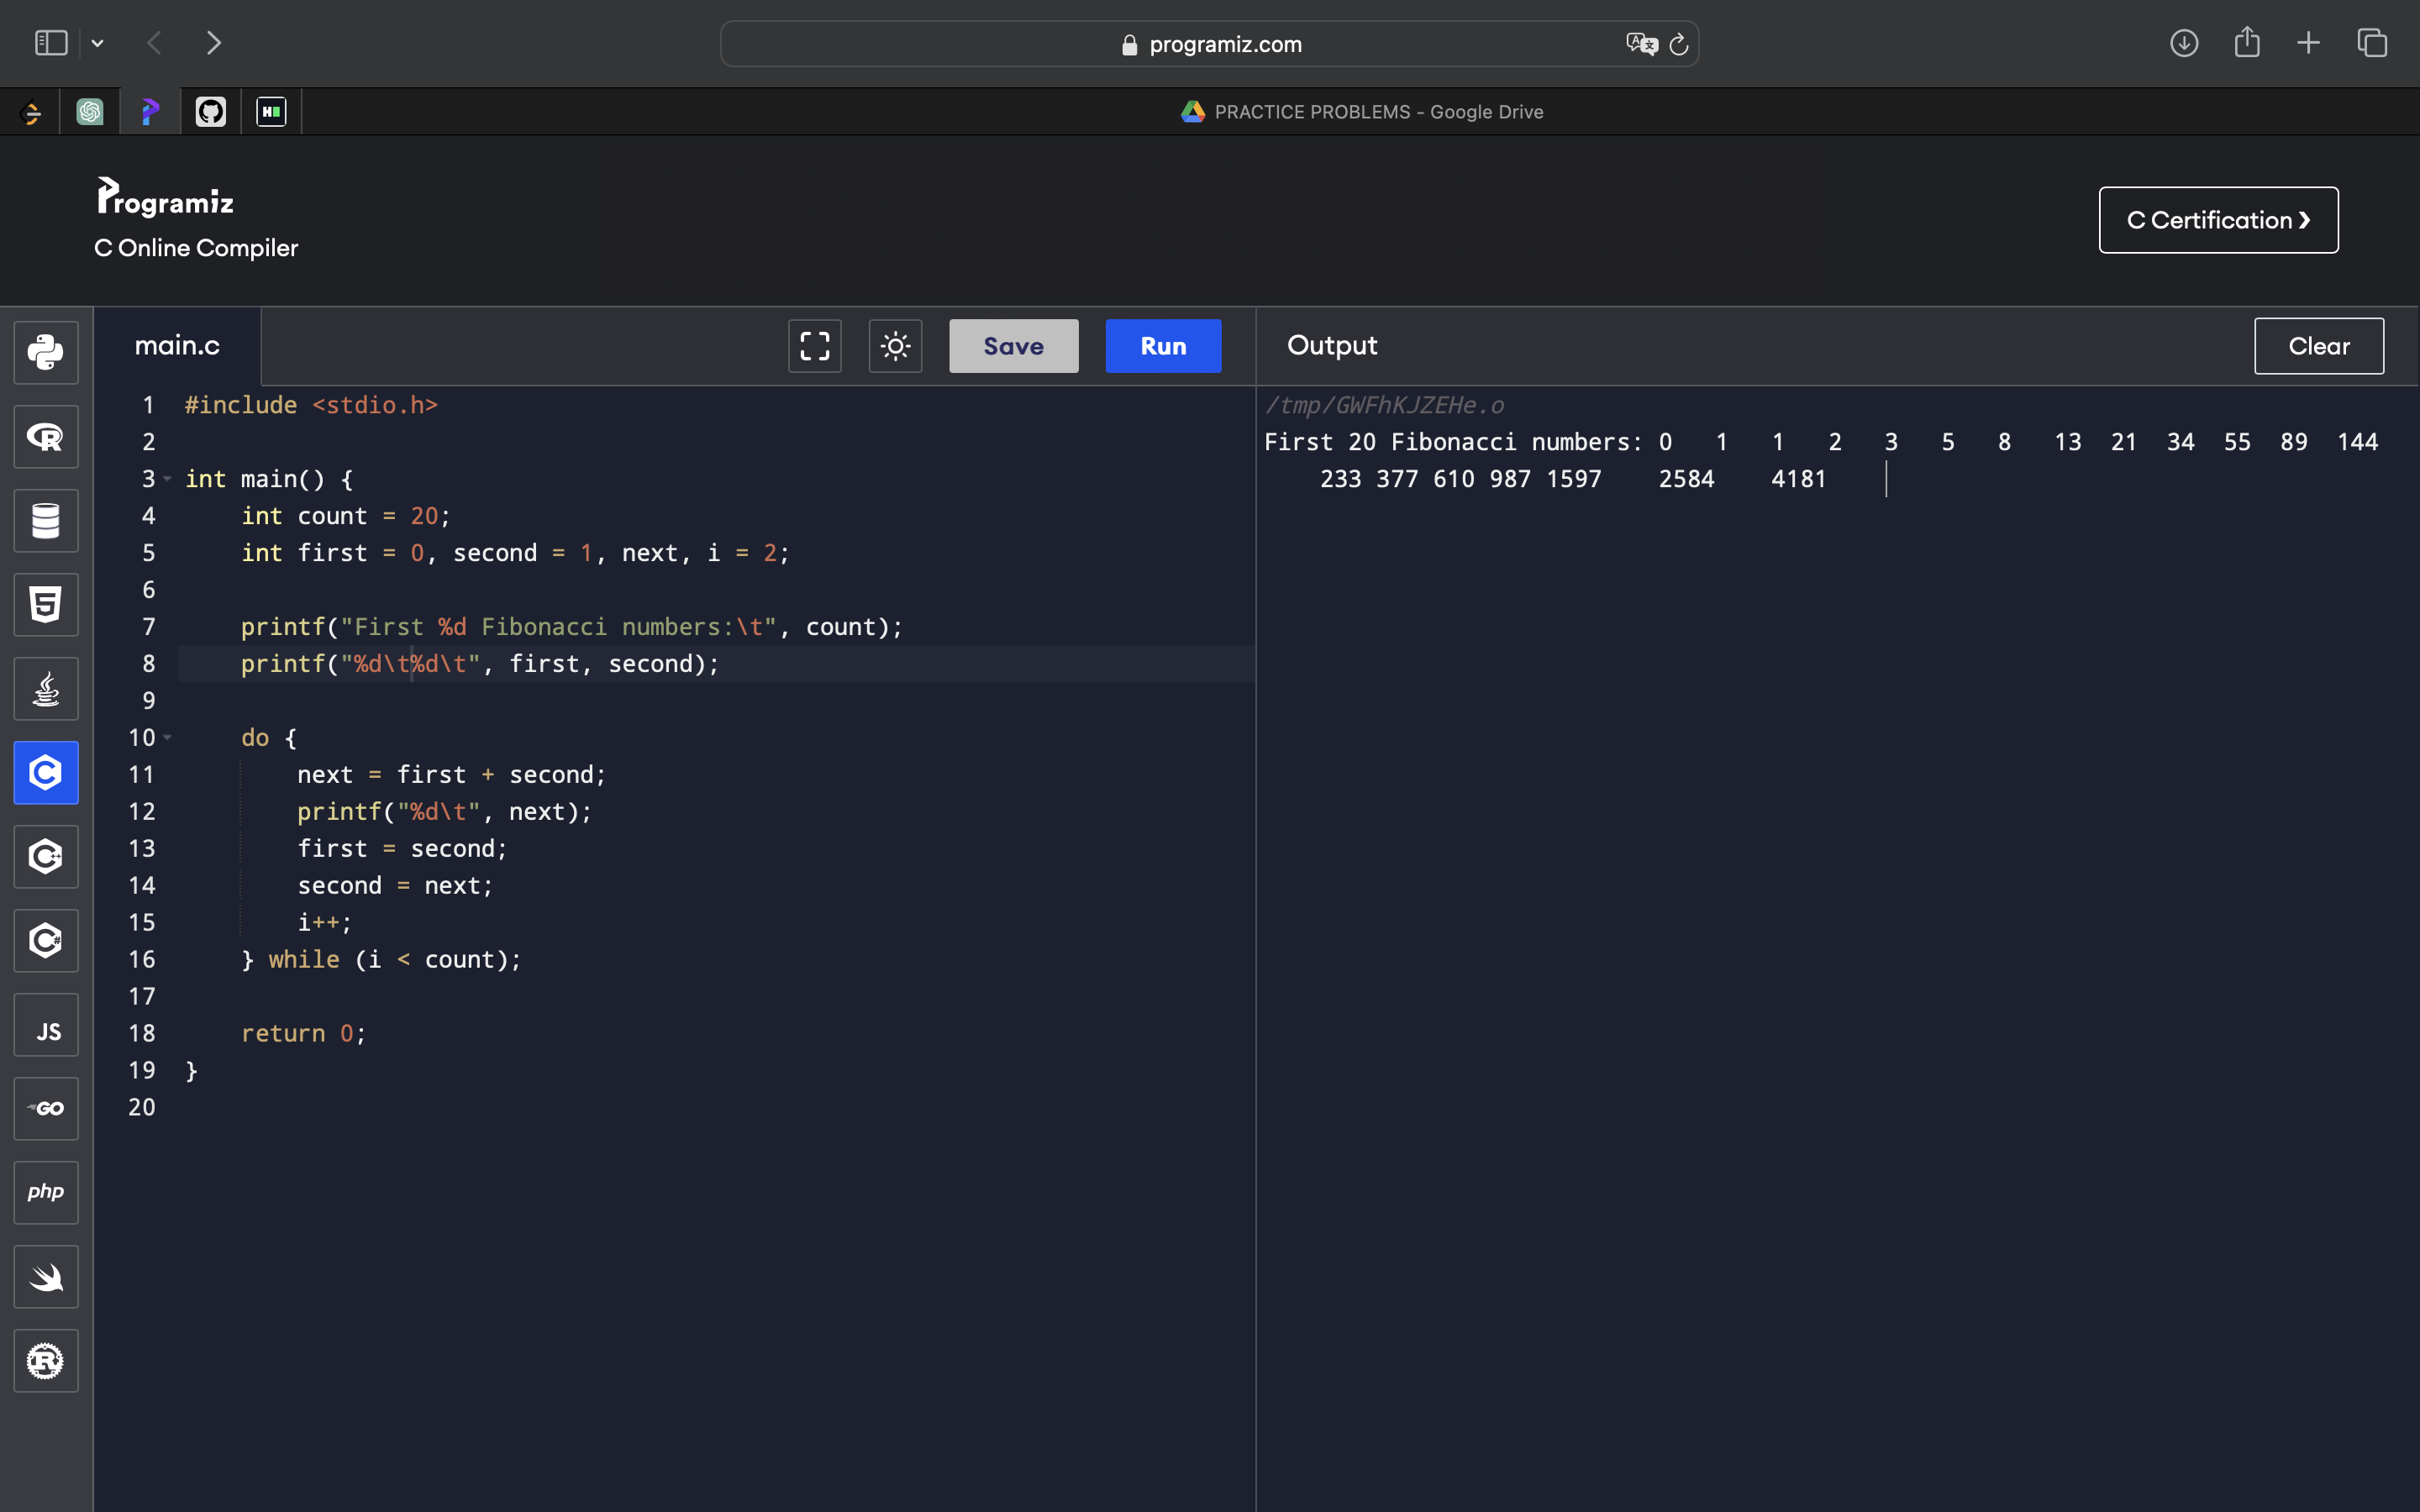 programiz.com
PRACTICE PROBLEMS - Google Drive
Programiz
C Online Compiler
C Certification ❯
main.c
Save
Run
Output
Clear
1 #include <stdio.h>
2
3 int main() {
4 int count = 20;
5 int first = 0, second = 1, next, i = 2;
6
7 printf("First %d Fibonacci numbers:\t", count);
8 printf("%d\t%d\t", first, second);
9
10 do {
11 next = first + second;
12 printf("%d\t", next);
13 first = second;
14 second = next;
15 i++;
16 } while (i < count);
17
18 return 0;
19 }
20
/tmp/GWFhKJZEHe.o
First 20 Fibonacci numbers: 0 1 1 2 3 5 8 13 21 34 55 89 144
233 377 610 987 1597 2584 4181
JS
GO
php